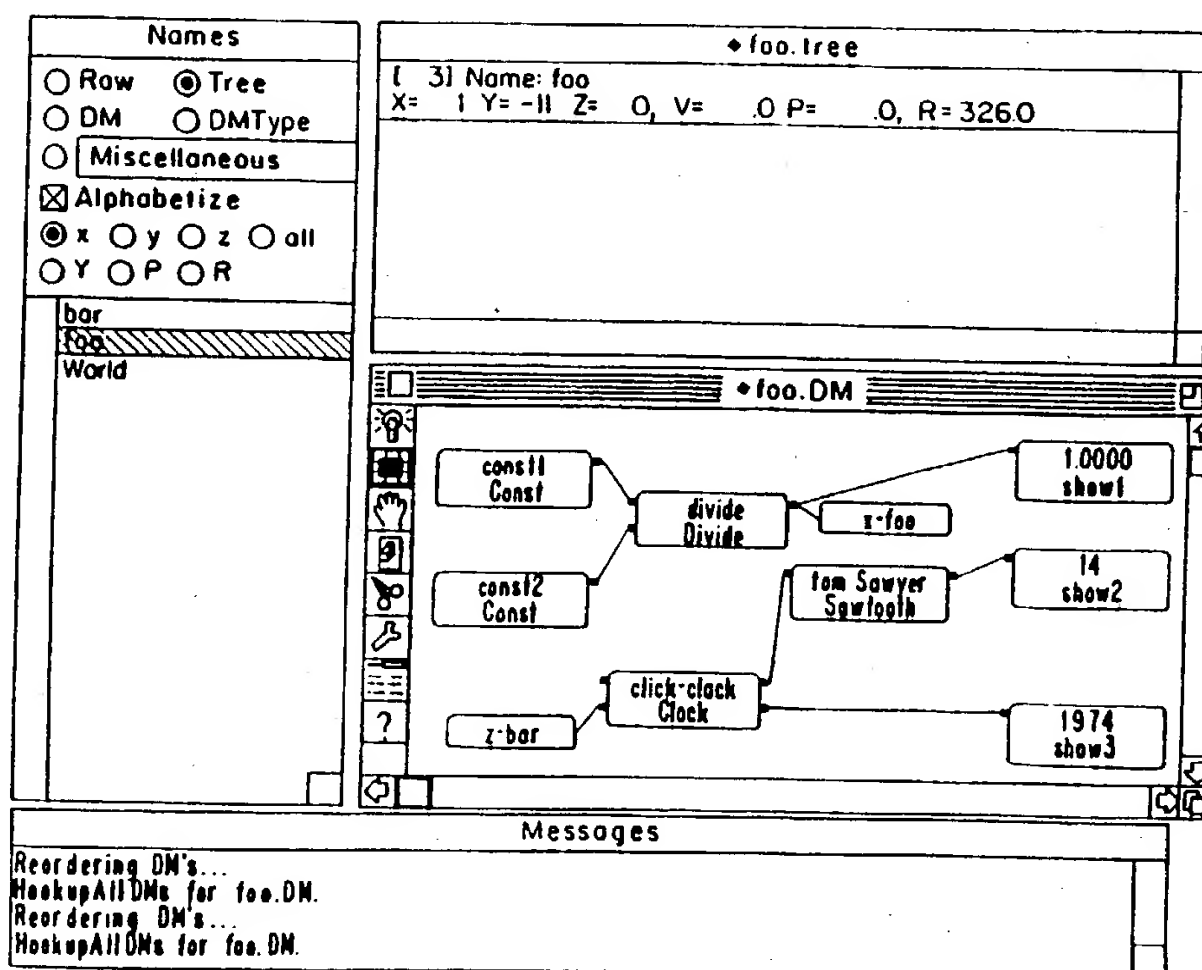 Names
Raw Tree
DM DMType
Miscellaneous
Alphabetize
x y z all
Y P R
bar
foo
World
foo.tree
[ 3] Name: foo
X= 1 Y= -11 Z= 0, V= .0 P= .0, R= 326.0
foo.DM
const1
Const
divide
Divide
1.0000
show1
x-foo
const2
Const
tom Sawyer
Sawtooth
14
show2
click-clack
Clock
z-bar
1974
show3
?
Messages
Reordering DM's...
HookupAllDMs for foo.DM.
Reordering DM's...
HookupAllDMs for foo.DM.